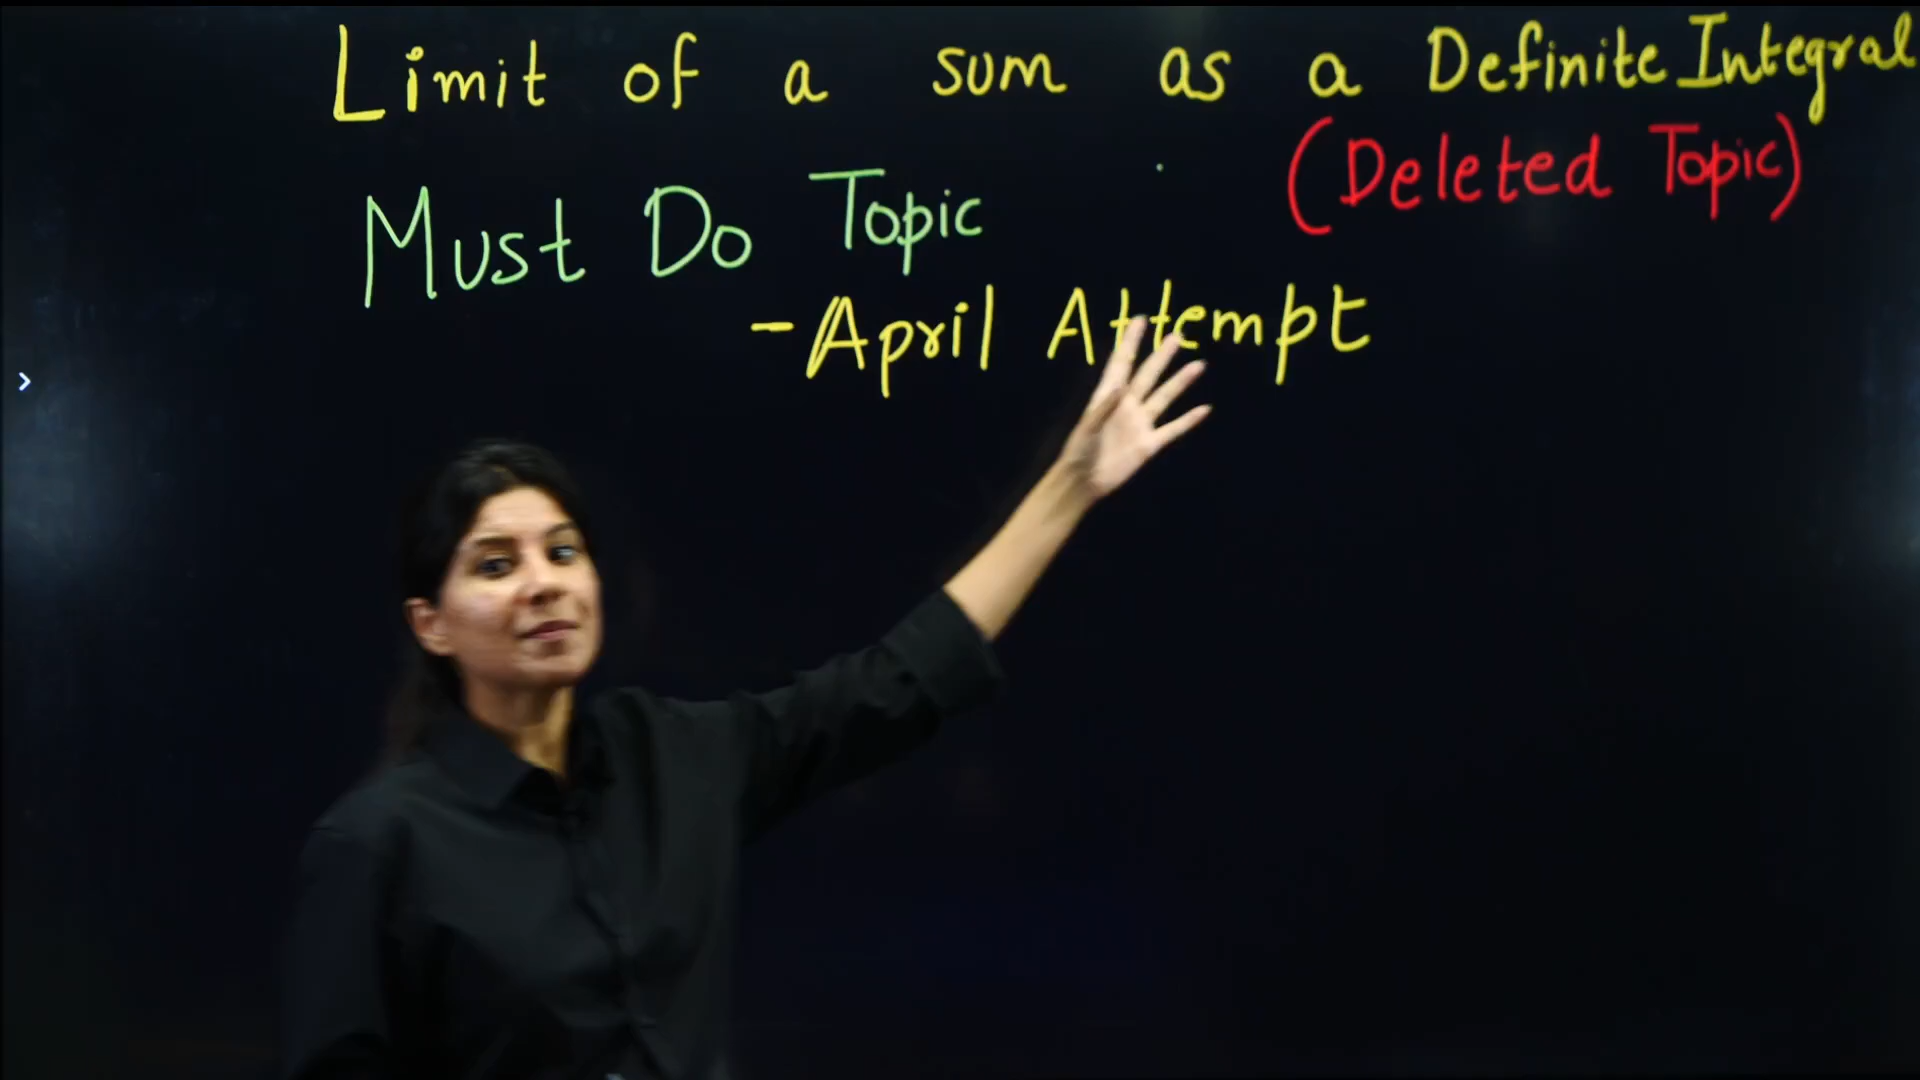 Limit of a sum as a Definite Integral
(Deleted Topic)
Must Do Topic
- April Attempt